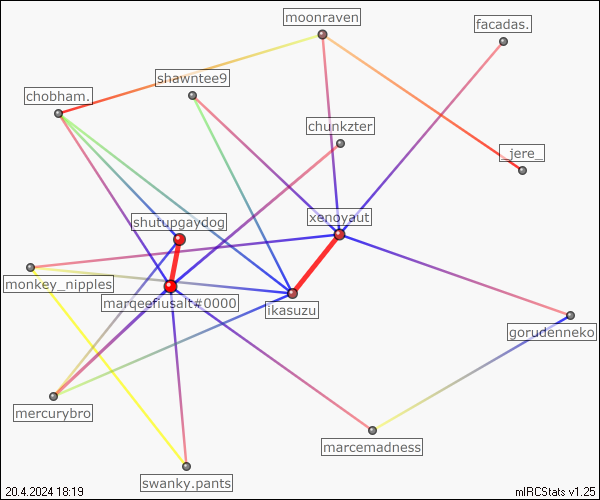 moonraven
facadas.
shawntee9
chobham.
chunkzter
_jere_
shutupgaydog
xenoyaut
monkey_nipples
marqeefiusalt#0000
ikasuzu
gorudenneko
mercurybro
marcemadness
swanky.pants
20.4.2024 18:19
mIRCStats v1.25